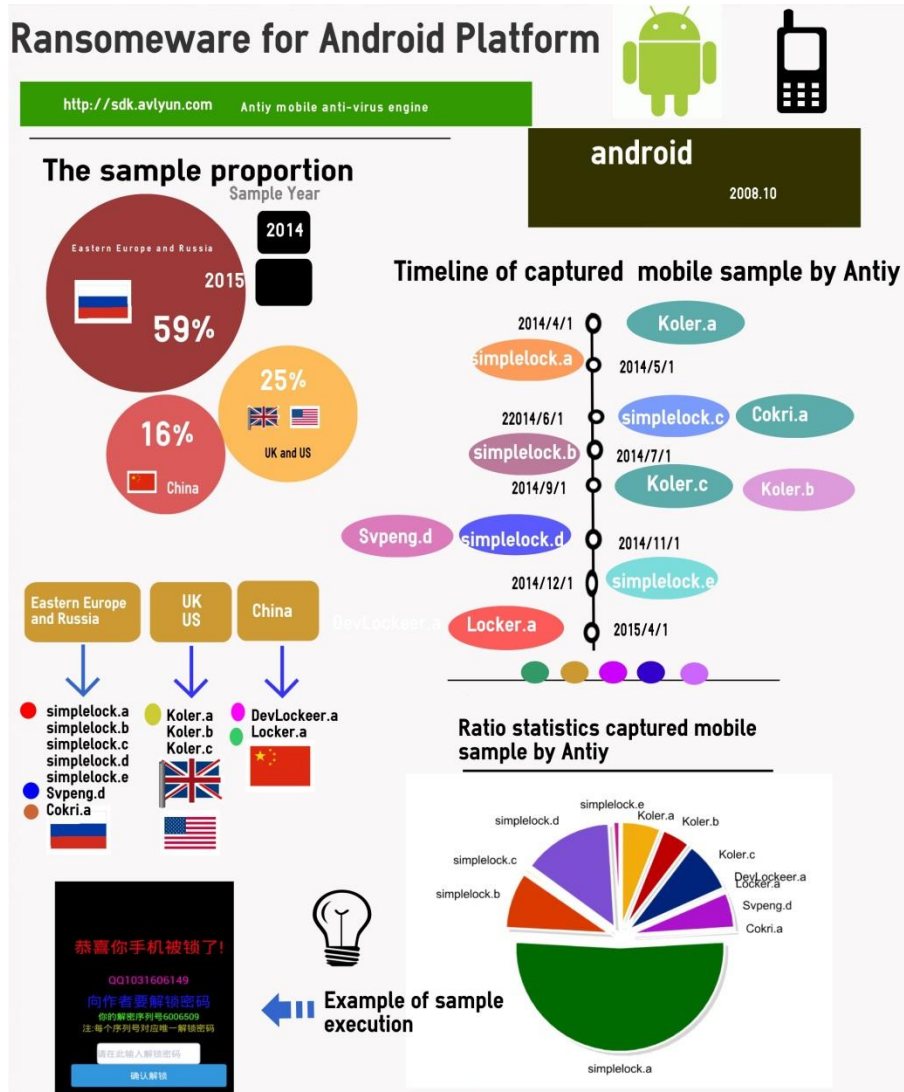 Ransomeware for Android Platform
http://sdk.avlyun.com Antiy mobile anti-virus engine
android
2008.10
The sample proportion
Sample Year
2014
2015
Eastern Europe and Russia
59%
25%
UK and US
16%
China
Timeline of captured mobile sample by Antiy
2014/4/1
Koler.a
simplelock.a
2014/5/1
22014/6/1
simplelock.c
Cokri.a
simplelock.b
2014/7/1
2014/9/1
Koler.c
Koler.b
Svpeng.d
simplelock.d
2014/11/1
2014/12/1
simplelock.e
DevLockeer.a
Locker.a
2015/4/1
Eastern Europe
and Russia
UK
US
China
simplelock.a
simplelock.b
simplelock.c
simplelock.d
simplelock.e
Svpeng.d
Cokri.a
Koler.a
Koler.b
Koler.c
DevLockeer.a
Locker.a
Ratio statistics captured mobile
sample by Antiy
simplelock.e
Koler.a
Koler.b
simplelock.d
Koler.c
simplelock.c
DevLockeer.a
Locker.a
simplelock.b
Svpeng.d
Cokri.a
simplelock.a
恭喜你手机被锁了!
QQ1031606149
向作者要解锁密码
你的解密序列号6006509
注:每个序列号对应唯一解锁密码
请在此输入解锁密码
确认解锁
Example of sample
execution